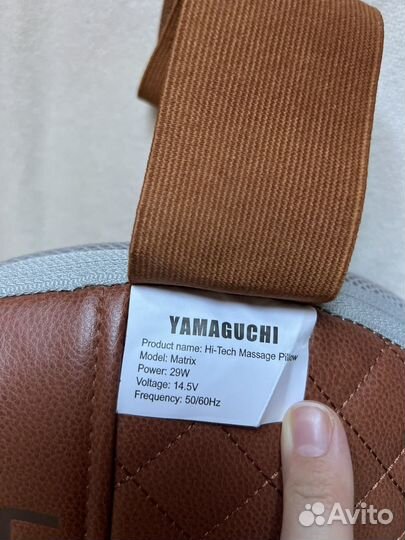 YAMAGUCHI
Product name: Hi-Tech Massage Pillow
Model: Matrix
Power: 29W
Voltage: 14.5V
Frequency: 50/60Hz
Avito